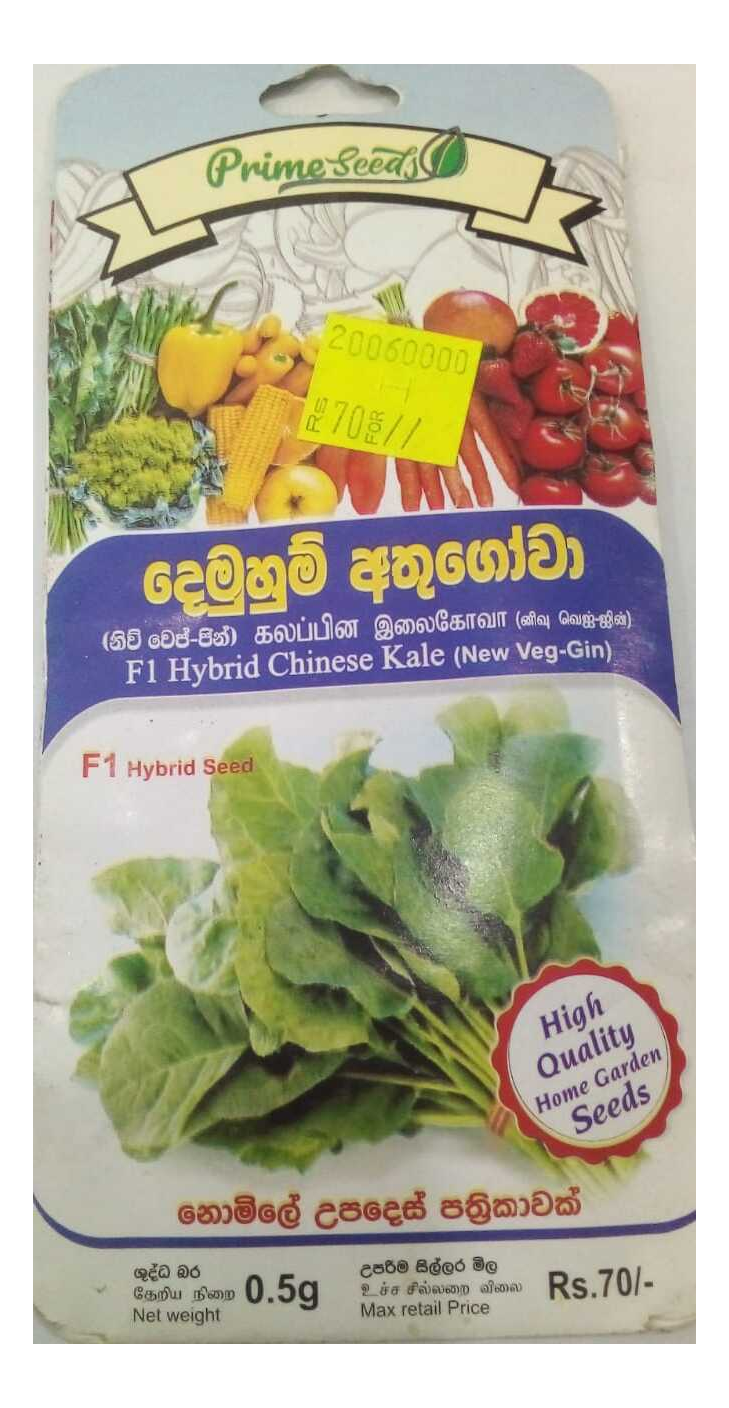 Prime Seeds
20060000
H
RS 70 FOR //
දෙමුහුම් අතුගෝවා
(නිව් වෙජ්-ජින්) கலப்பின இலைகோவா (னிவு வெஜ்-ஜின்)
F1 Hybrid Chinese Kale (New Veg-Gin)
F1 Hybrid Seed
High
Quality
Home Garden
Seeds
නොමිලේ උපදෙස් පත්‍රිකාවක්
ශුද්ධ බර
தேறிய நிறை
Net weight
0.5g
උපරිම සිල්ලර මිල
உச்ச சில்லறை விலை
Max retail Price
Rs.70/-